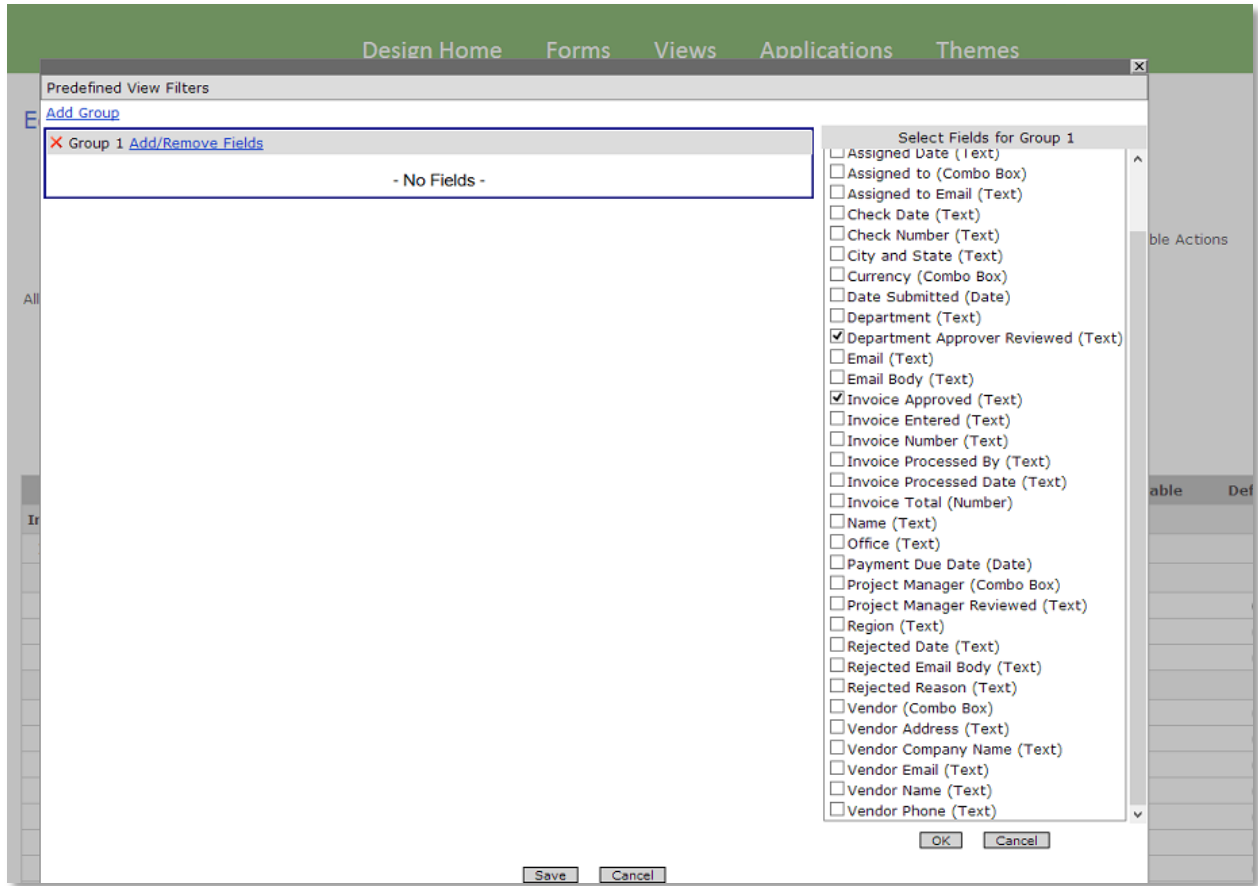 Design Home Forms Views Applications Themes
Predefined View Filters
Add Group
Group 1 Add/Remove Fields
- No Fields -
Select Fields for Group 1
Assigned Date (Text)
Assigned to (Combo Box)
Assigned to Email (Text)
Check Date (Text)
Check Number (Text)
City and State (Text)
Currency (Combo Box)
Date Submitted (Date)
Department (Text)
Department Approver Reviewed (Text)
Email (Text)
Email Body (Text)
Invoice Approved (Text)
Invoice Entered (Text)
Invoice Number (Text)
Invoice Processed By (Text)
Invoice Processed Date (Text)
Invoice Total (Number)
Name (Text)
Office (Text)
Payment Due Date (Date)
Project Manager (Combo Box)
Project Manager Reviewed (Text)
Region (Text)
Rejected Date (Text)
Rejected Email Body (Text)
Rejected Reason (Text)
Vendor (Combo Box)
Vendor Address (Text)
Vendor Company Name (Text)
Vendor Email (Text)
Vendor Name (Text)
Vendor Phone (Text)
OK Cancel
Save Cancel
ble Actions
All
able Def